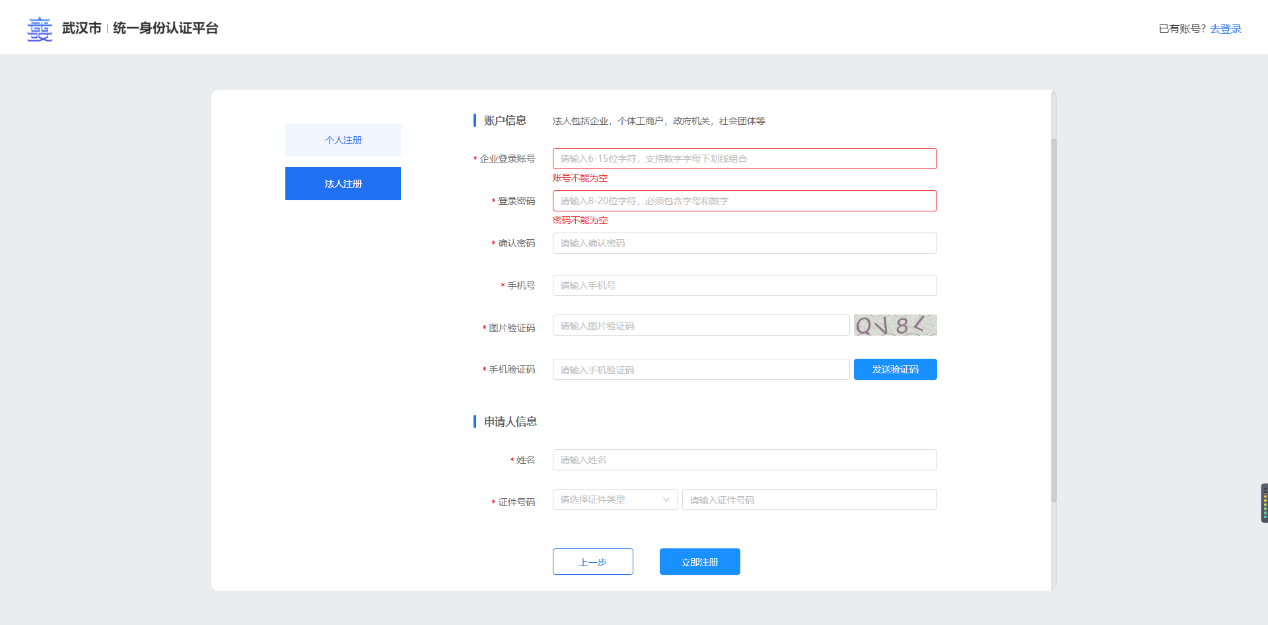 武汉市 | 统一身份认证平台
已有账号? 去登录
个人注册
法人注册
账户信息 法人包括企业，个体工商户，政府机关，社会团体等
* 企业登录账号 请输入6-15位字符，支持数字字母下划线组合
账号不能为空
* 登录密码 请输入8-20位字符，必须包含字母和数字
密码不能为空
* 确认密码 请输入确认密码
* 手机号 请输入手机号
* 图片验证码 请输入图片验证码
* 手机验证码 请输入手机验证码 发送验证码
申请人信息
* 姓名 请输入姓名
* 证件号码 请选择证件类型 请输入证件号码
上一步 立即注册